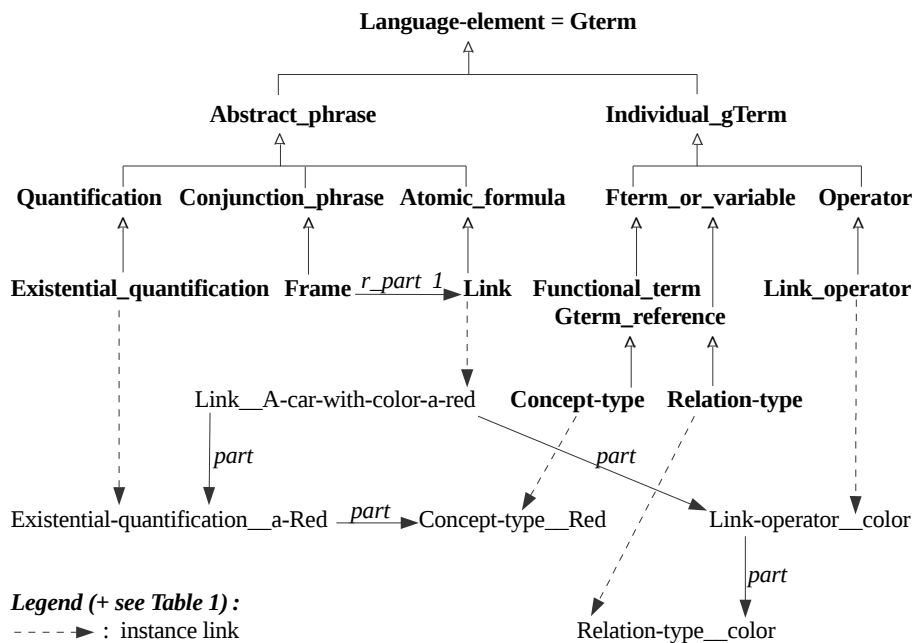 Language-element = Gterm
Abstract_phrase Individual_gTerm
Quantification Conjunction_phrase Atomic_formula Fterm_or_variable Operator
Existential_quantification Frame r_part 1 Link Functional_term Link_operator
Gterm_reference
Link__A-car-with-color-a-red Concept-type Relation-type
part part
Existential-quantification__a-Red part Concept-type__Red Link-operator__color
part
Legend (+ see Table 1) :
: instance link Relation-type__color